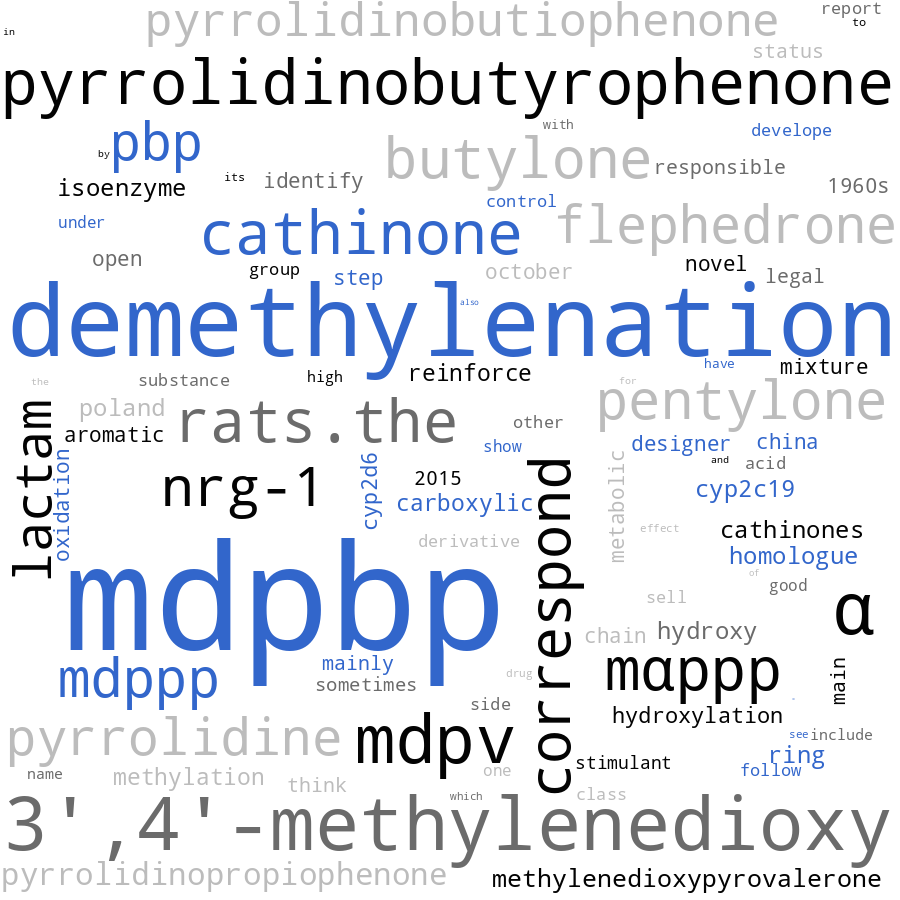 pyrrolidinobutiophenone
report
to
in
status
pyrrolidinobutyrophenone
with
develope
pbp
by
butylone
responsible
its
identify
isoenzyme
1960s
control
under
cathinone
flephedrone
open
group
step
october
novel
legal
demethylenation
also
have
mixture
reinforce
high
substance
the
for
poland
rats.the
pentylone
other
aromatic
show
designer
china
lactam
oxidation
nrg-1
cyp2d6
2015
carboxylic
correspond
metabolic
and
acid
cyp2c19
effect
cathinones
derivative
homologue
of
good
mdpbp
sell
α
chain
hydroxy
mdppp
mainly
sometimes
drug
mαppp
main
side
hydroxylation
pyrrolidine
mdpv
see
include
stimulant
ring
follow
name
methylation
think
one
which
class
3',4'-methylenedioxy
pyrrolidinopropiophenone
methylenedioxypyrovalerone